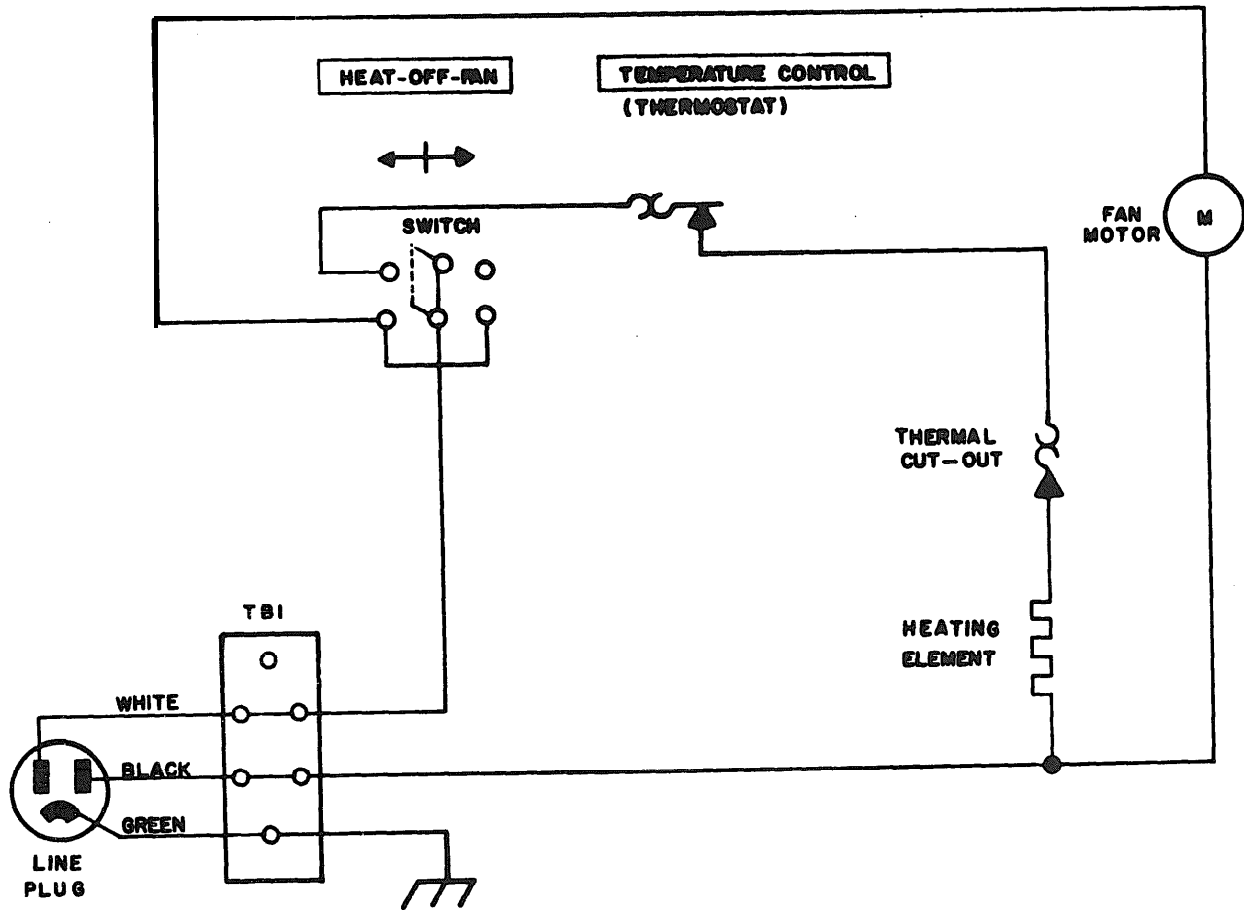 HEAT-OFF-FAN
TEMPERATURE CONTROL
(THERMOSTAT)
SWITCH
FAN
MOTOR
M
THERMAL
CUT-OUT
HEATING
ELEMENT
TB1
WHITE
BLACK
GREEN
LINE
PLUG